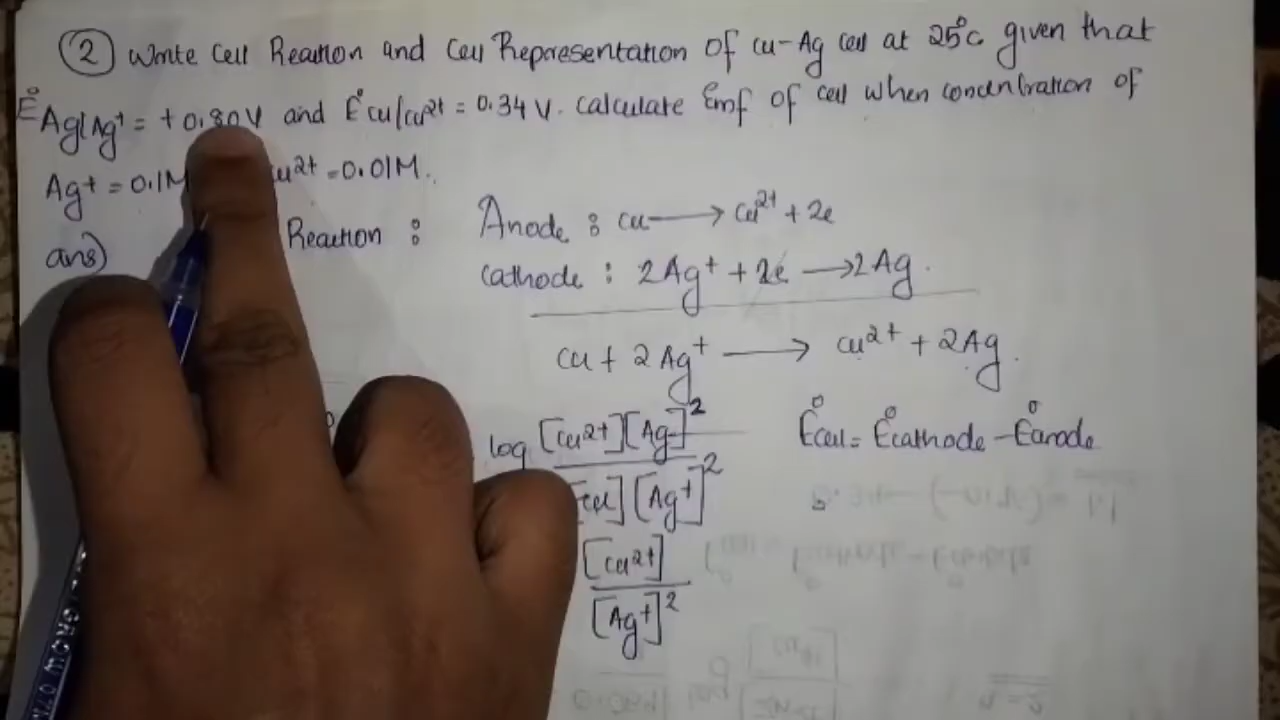 ② Write Cell Reaction and Cell Representation of Cu-Ag cell at 25°C given that
E° Ag/Ag+ = +0.80V and E° Cu/Cu2+ = 0.34 V. Calculate Emf of cell when concentration of
Ag+ = 0.1M Cu2+ = 0.01M.
ans) Reaction : Anode : Cu → Cu2+ + 2e
Cathode : 2Ag+ + 2e → 2Ag.
Cu + 2Ag+ → Cu2+ + 2Ag.
log [Cu2+][Ag]2 E°cell = E°cathode - E°anode
[Cu][Ag+]2
[Cu2+]
[Ag+]2